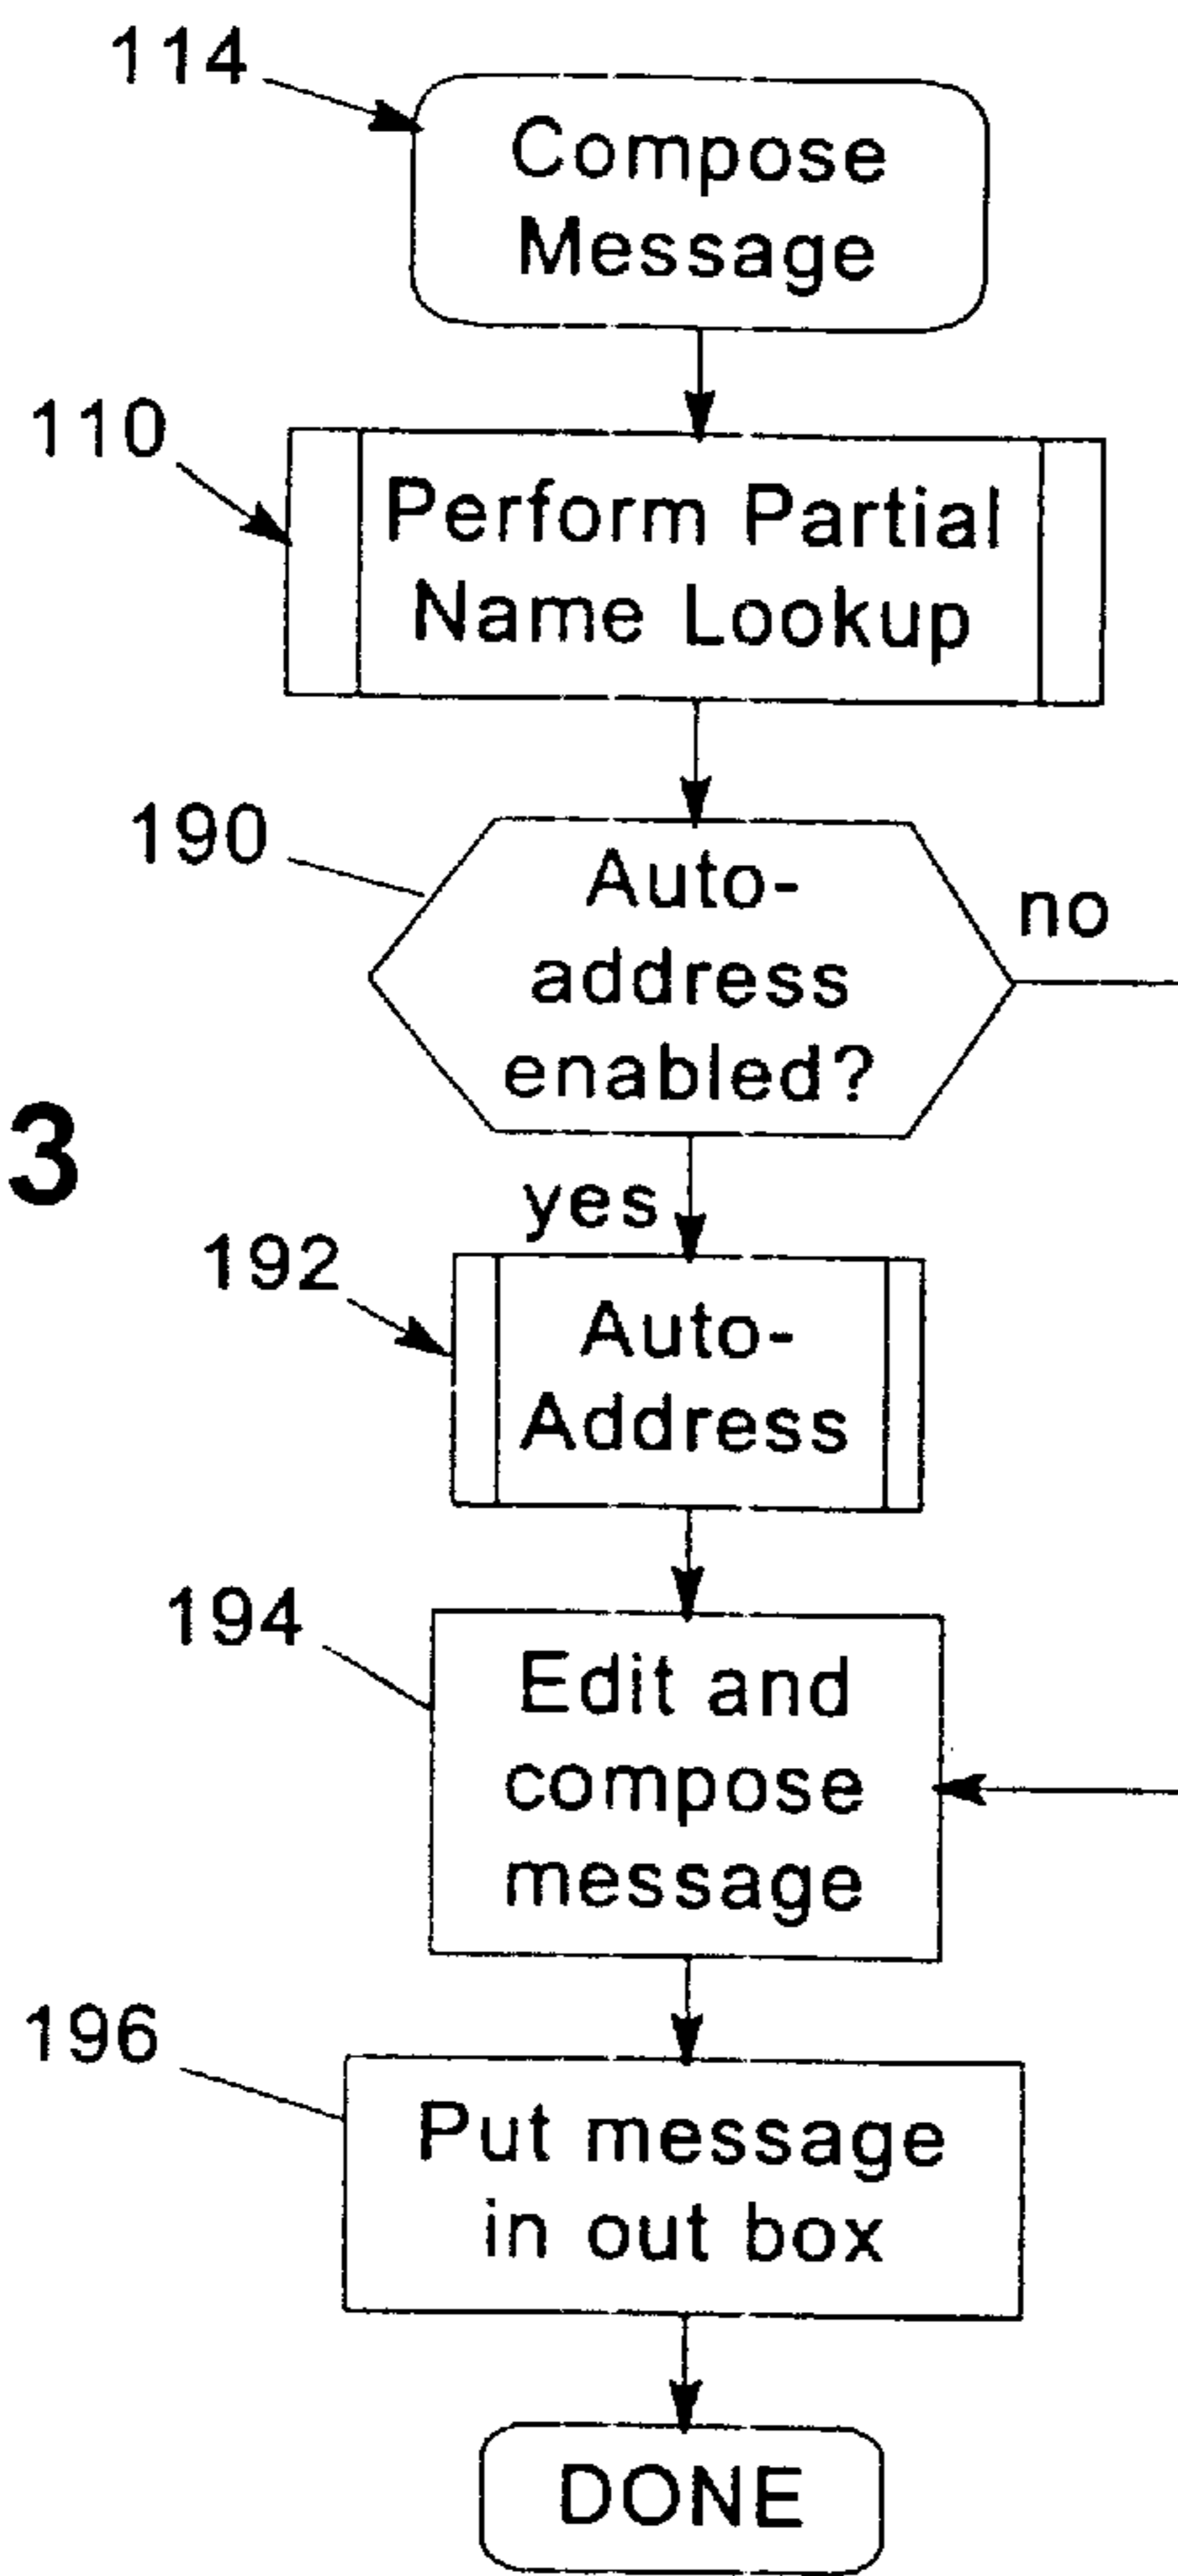 114
Compose
Message
110
Perform Partial
Name Lookup
190
Auto-
address
enabled?
no
3
yes
192
Auto-
Address
194
Edit and
compose
message
196
Put message
in out box
DONE